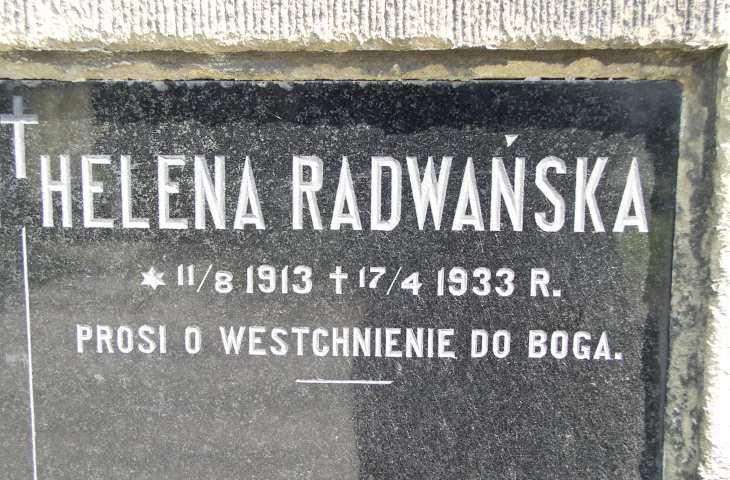 HELENA RADWAŃSKA
* 11/8 1913 † 17/4 1933 R.
PROSI O WESTCHNIENIE DO BOGA.